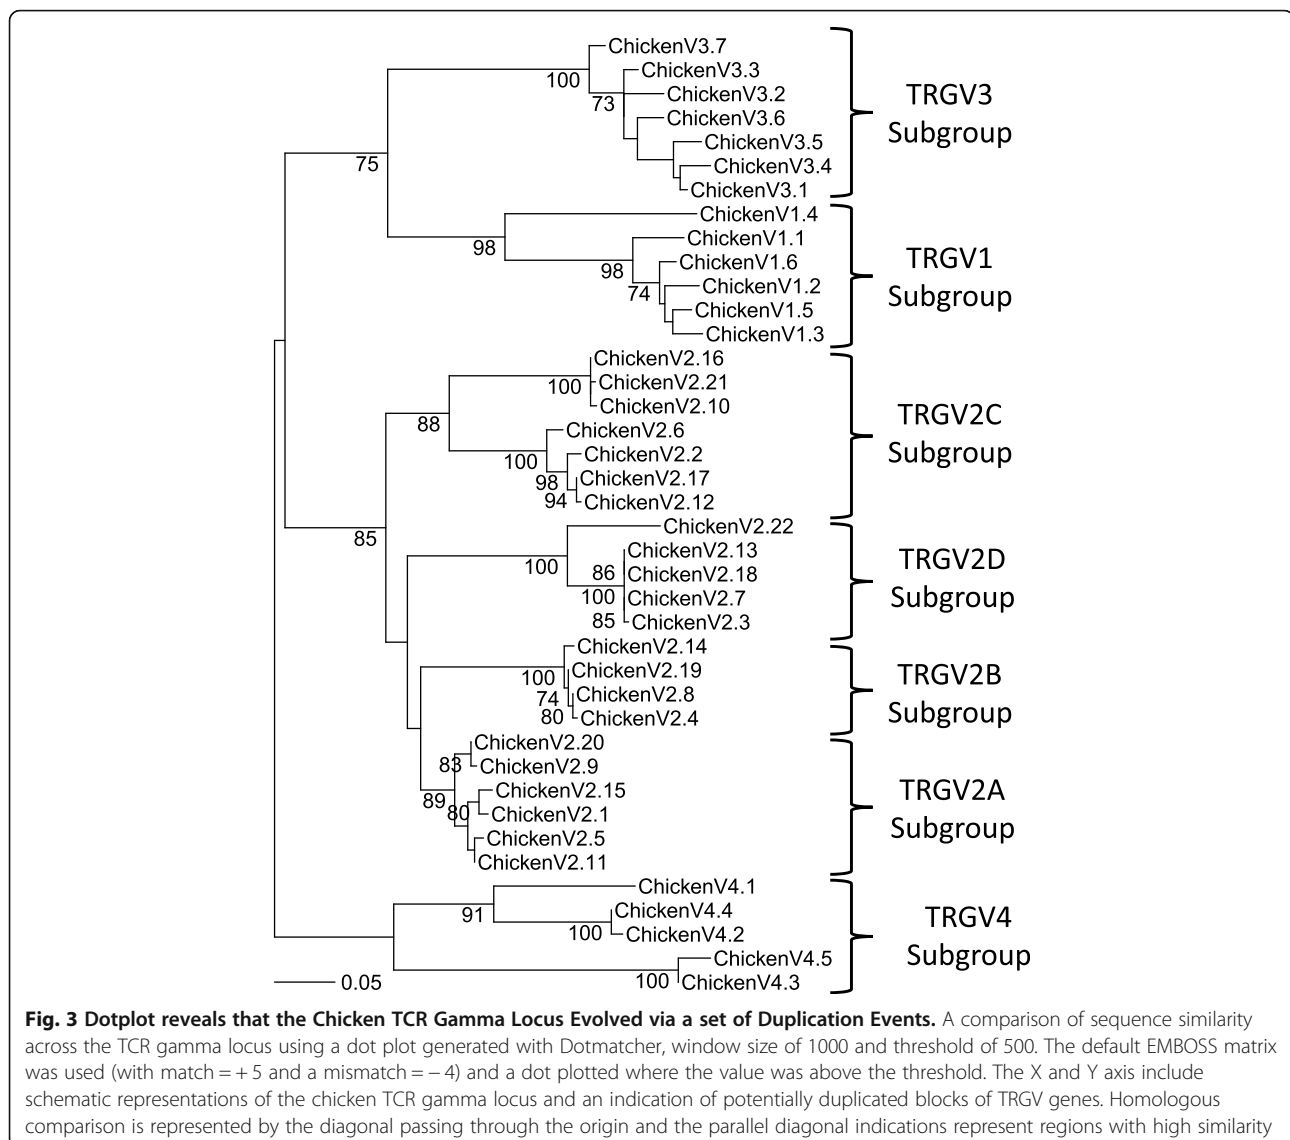 ChickenV3.7
100
ChickenV3.3
73
ChickenV3.2
ChickenV3.6
ChickenV3.5
ChickenV3.4
ChickenV3.1
TRGV3
Subgroup
75
ChickenV1.4
98
ChickenV1.1
98
ChickenV1.6
74
ChickenV1.2
ChickenV1.5
ChickenV1.3
TRGV1
Subgroup
ChickenV2.16
100
ChickenV2.21
ChickenV2.10
88
ChickenV2.6
100
ChickenV2.2
98
ChickenV2.17
94
ChickenV2.12
TRGV2C
Subgroup
85
ChickenV2.22
100
ChickenV2.13
86
ChickenV2.18
100
ChickenV2.7
85
ChickenV2.3
TRGV2D
Subgroup
ChickenV2.14
100
ChickenV2.19
74
ChickenV2.8
80
ChickenV2.4
TRGV2B
Subgroup
ChickenV2.20
83
ChickenV2.9
89
ChickenV2.15
80
ChickenV2.1
ChickenV2.5
ChickenV2.11
TRGV2A
Subgroup
ChickenV4.1
91
ChickenV4.4
100
ChickenV4.2
ChickenV4.5
100
ChickenV4.3
TRGV4
Subgroup
0.05
Fig. 3 Dotplot reveals that the Chicken TCR Gamma Locus Evolved via a set of Duplication Events. A comparison of sequence similarity
across the TCR gamma locus using a dot plot generated with Dotmatcher, window size of 1000 and threshold of 500. The default EMBOSS matrix
was used (with match = + 5 and a mismatch = − 4) and a dot plotted where the value was above the threshold. The X and Y axis include
schematic representations of the chicken TCR gamma locus and an indication of potentially duplicated blocks of TRGV genes. Homologous
comparison is represented by the diagonal passing through the origin and the parallel diagonal indications represent regions with high similarity